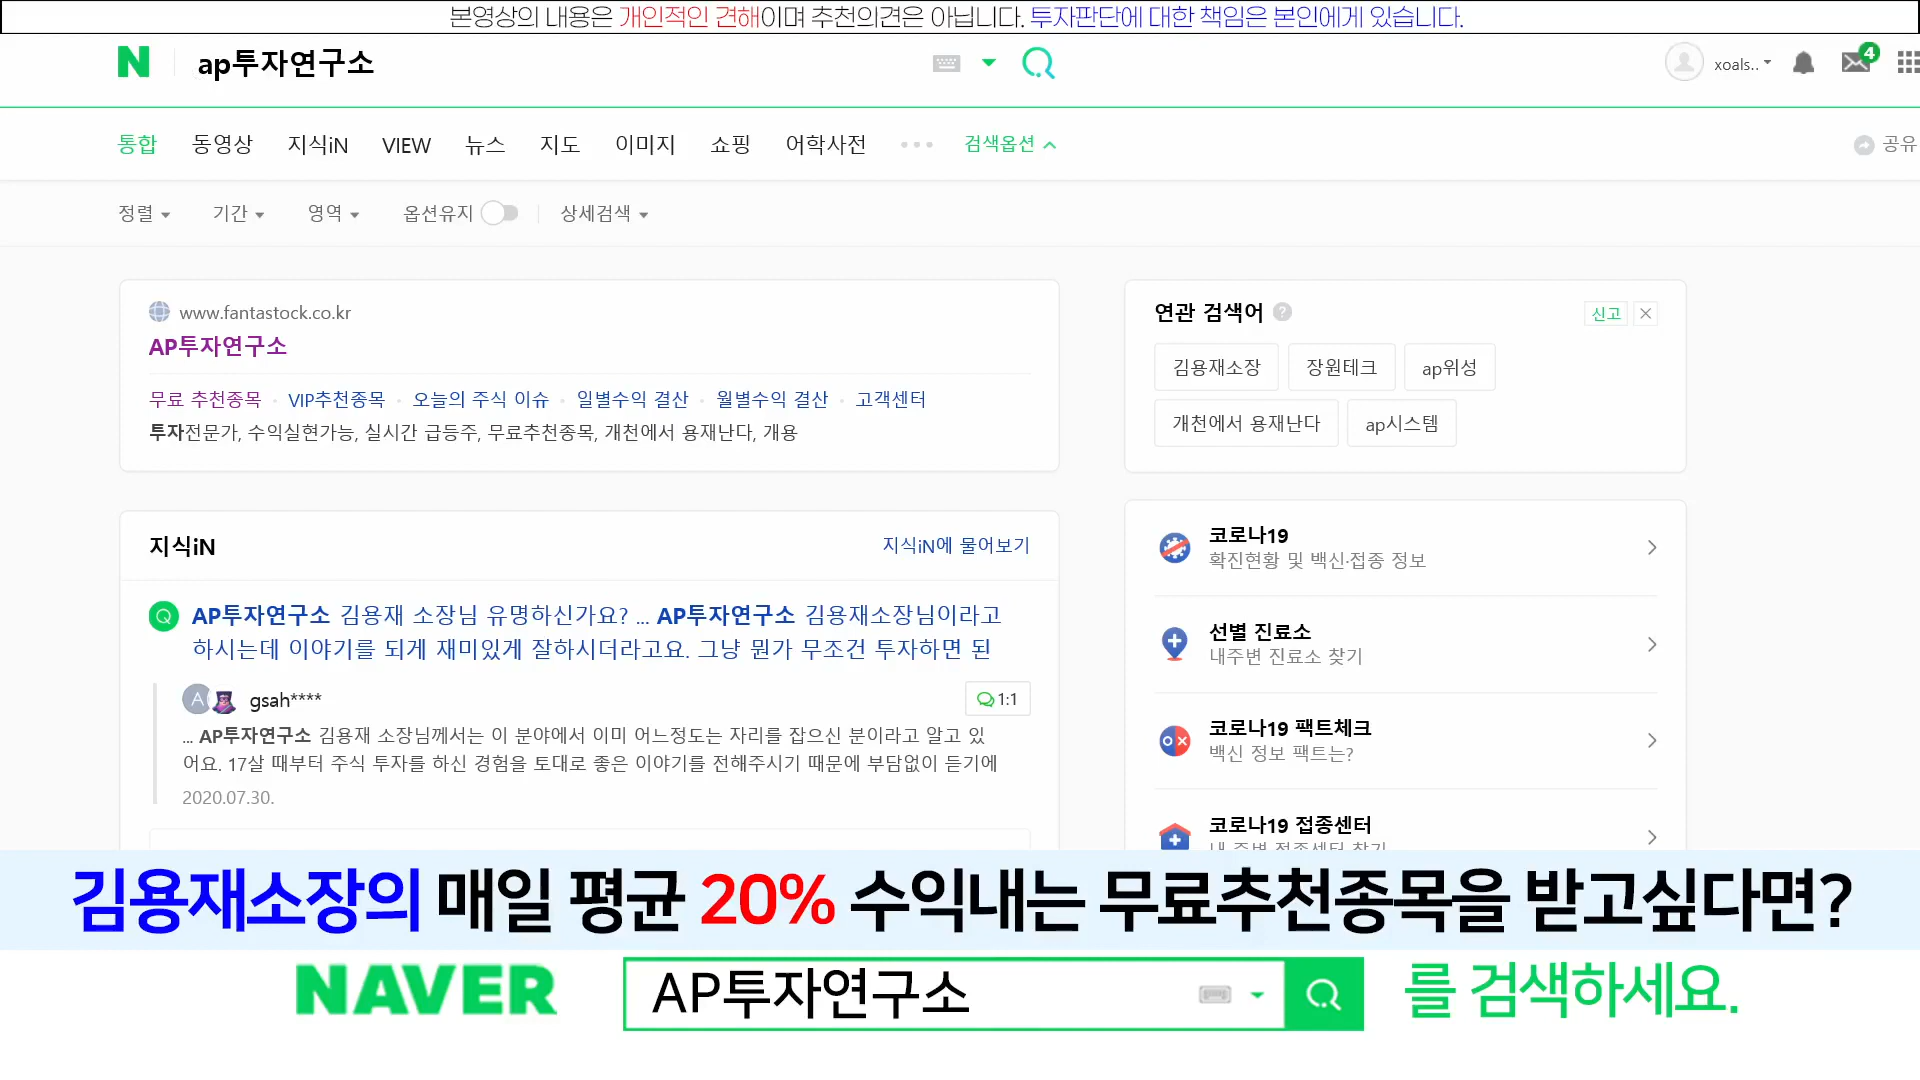 본영상의 내용은 개인적인 견해이며 추천의견은 아닙니다. 투자판단에 대한 책임은 본인에게 있습니다.
N ap투자연구소
xoals.. 4
통합 동영상 지식iN VIEW 뉴스 지도 이미지 쇼핑 어학사전 검색옵션 공유
정렬 기간 영역 옵션유지 상세검색
www.fantastock.co.kr
AP투자연구소
무료 추천종목 · VIP추천종목 · 오늘의 주식 이슈 · 일별수익 결산 · 월별수익 결산 · 고객센터
투자전문가, 수익실현가능, 실시간 급등주, 무료추천종목, 개천에서 용재난다, 개용
연관 검색어 ? 신고
김용재소장 장원테크 ap위성
개천에서 용재난다 ap시스템
지식iN 지식iN에 물어보기
Q AP투자연구소 김용재 소장님 유명하신가요? ... AP투자연구소 김용재소장님이라고
하시는데 이야기를 되게 재미있게 잘하시더라고요. 그냥 뭔가 무조건 투자하면 된
A gsah**** 1:1
... AP투자연구소 김용재 소장님께서는 이 분야에서 이미 어느정도는 자리를 잡으신 분이라고 알고 있
어요. 17살 때부터 주식 투자를 하신 경험을 토대로 좋은 이야기를 전해주시기 때문에 부담없이 듣기에
2020.07.30.
코로나19
확진현황 및 백신·접종 정보
선별 진료소
내주변 진료소 찾기
코로나19 팩트체크
백신 정보 팩트는?
코로나19 접종센터
내 주변 접종센터 찾기
김용재소장의 매일 평균 20% 수익내는 무료추천종목을 받고싶다면?
NAVER AP투자연구소 를 검색하세요.